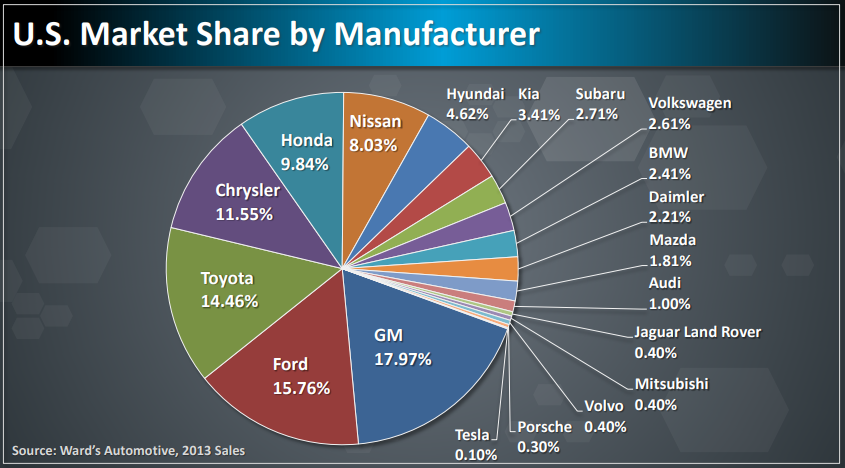 U.S. Market Share by Manufacturer
Nissan
8.03%
Hyundai
4.62%
Kia
3.41%
Subaru
2.71%
Volkswagen
2.61%
BMW
2.41%
Daimler
2.21%
Mazda
1.81%
Audi
1.00%
Jaguar Land Rover
0.40%
Mitsubishi
0.40%
Volvo
0.40%
Porsche
0.30%
Tesla
0.10%
GM
17.97%
Ford
15.76%
Toyota
14.46%
Chrysler
11.55%
Honda
9.84%
Source: Ward’s Automotive, 2013 Sales